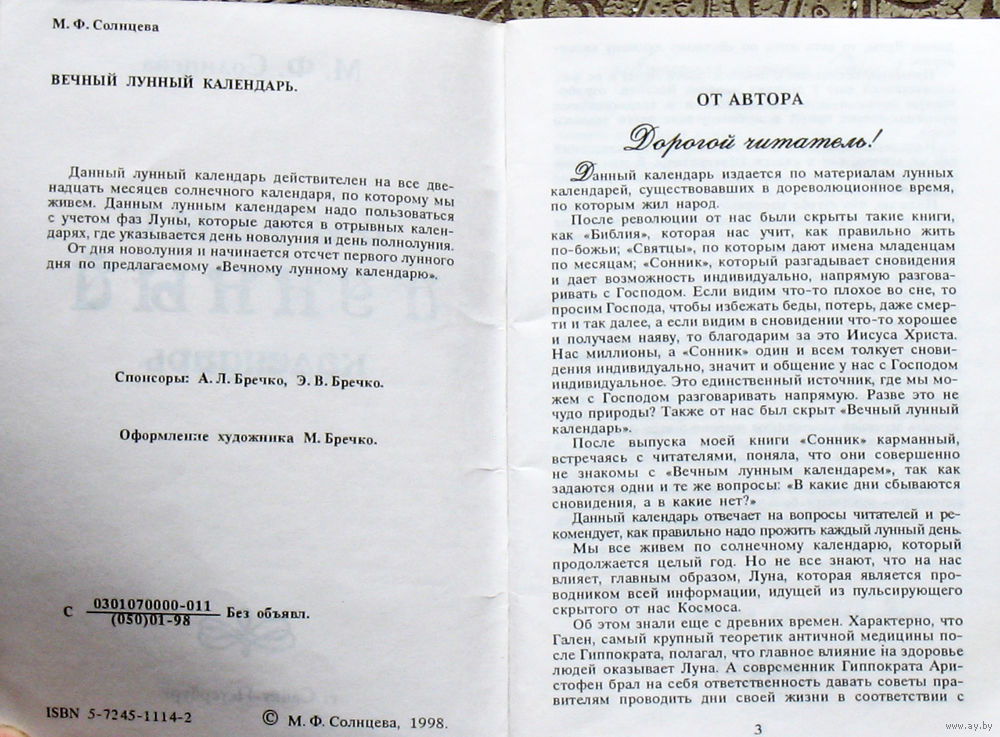 М. Ф. Солнцева
ВЕЧНЫЙ ЛУННЫЙ КАЛЕНДАРЬ.
Данный лунный календарь действителен на все две-
надцать месяцев солнечного календаря, по которому мы
живем. Данным лунным календарем надо пользоваться
с учетом фаз Луны, которые даются в отрывных кален-
дарях, где указывается день новолуния и день полнолуния.
От дня новолуния и начинается отсчет первого лунного
дня по предлагаемому «Вечному лунному календарю».
Спонсоры: А. Л. Бречко, Э. В. Бречко.
Оформление художника М. Бречко.
С 0301070000-011
(050)01-98 Без объявл.
ISBN 5-7245-1114-2
© М. Ф. Солнцева, 1998.
ОТ АВТОРА
Дорогой читатель!
Данный календарь издается по материалам лунных
календарей, существовавших в дореволюционное время,
по которым жил народ.
После революции от нас были скрыты такие книги,
как «Библия», которая нас учит, как правильно жить
по-божьи; «Святцы», по которым дают имена младенцам
по месяцам; «Сонник», который разгадывает сновидения
и дает возможность индивидуально, напрямую разгова-
ривать с Господом. Если видим что-то плохое во сне, то
просим Господа, чтобы избежать беды, потерь, даже смер-
ти и так далее, а если видим в сновидении что-то хорошее
и получаем наяву, то благодарим за это Иисуса Христа.
Нас миллионы, а «Сонник» один и всем толкует снови-
дения индивидуально, значит и общение у нас с Господом
индивидуальное. Это единственный источник, где мы мо-
жем с Господом разговаривать напрямую. Разве это не
чудо природы? Также от нас был скрыт «Вечный лунный
календарь».
После выпуска моей книги «Сонник» карманный,
встречаясь с читателями, поняла, что они совершенно
не знакомы с «Вечным лунным календарем», так как
задаются одни и те же вопросы: «В какие дни сбываются
сновидения, а в какие нет?»
Данный календарь отвечает на вопросы читателей и ре-
комендует, как правильно надо прожить каждый лунный день.
Мы все живем по солнечному календарю, который
продолжается целый год. Но не все знают, что на нас
влияет, главным образом, Луна, которая является про-
водником всей информации, идущей из пульсирующего
скрытого от нас Космоса.
Об этом знали еще с древних времен. Характерно, что
Гален, самый крупный теоретик античной медицины по-
сле Гиппократа, полагал, что главное влияние на здоровье
людей оказывает Луна. А современник Гиппократа Ари-
стофен брал на себя ответственность давать советы пра-
вителям проводить дни своей жизни в соответствии с
3
www.ay.by